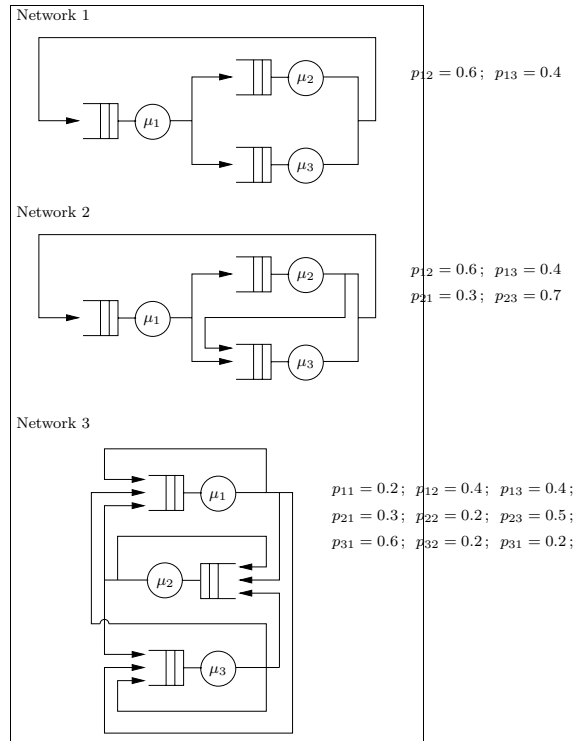 Network 1
μ₂
p₁₂ = 0.6 ; p₁₃ = 0.4
μ₁
μ₃
Network 2
μ₂
p₁₂ = 0.6 ; p₁₃ = 0.4
p₂₁ = 0.3 ; p₂₃ = 0.7
μ₁
μ₃
Network 3
μ₁
p₁₁ = 0.2 ; p₁₂ = 0.4 ; p₁₃ = 0.4 ;
p₂₁ = 0.3 ; p₂₂ = 0.2 ; p₂₃ = 0.5 ;
p₃₁ = 0.6 ; p₃₂ = 0.2 ; p₃₁ = 0.2 ;
μ₂
μ₃